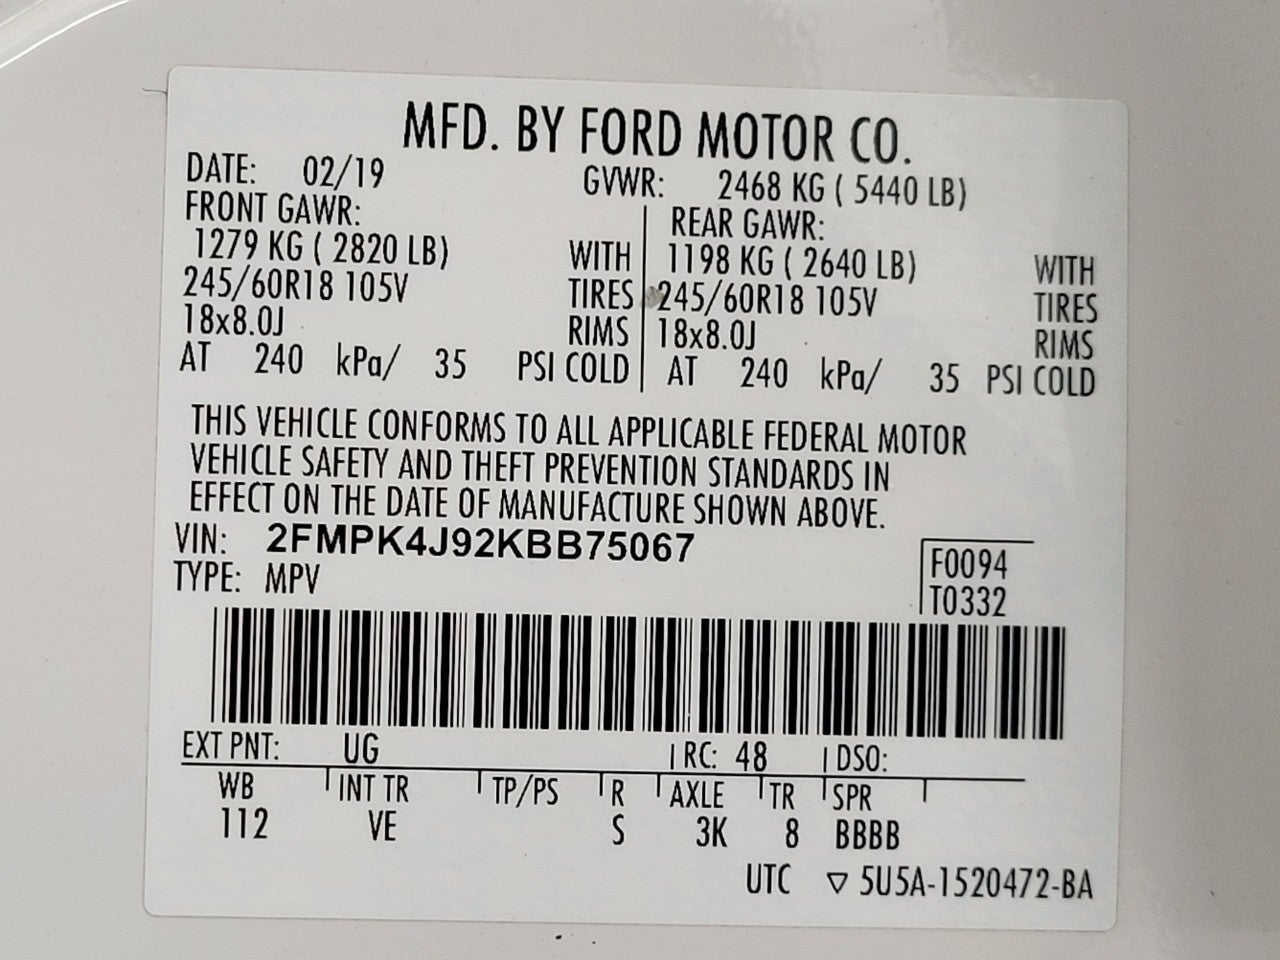 MFD. BY FORD MOTOR CO.
DATE: 02/19 GVWR: 2468 KG ( 5440 LB)
FRONT GAWR: REAR GAWR:
1279 KG ( 2820 LB) WITH 1198 KG ( 2640 LB) WITH
245/60R18 105V TIRES 245/60R18 105V TIRES
18x8.0J RIMS 18x8.0J RIMS
AT 240 kPa/ 35 PSI COLD AT 240 kPa/ 35 PSI COLD
THIS VEHICLE CONFORMS TO ALL APPLICABLE FEDERAL MOTOR
VEHICLE SAFETY AND THEFT PREVENTION STANDARDS IN
EFFECT ON THE DATE OF MANUFACTURE SHOWN ABOVE.
VIN: 2FMPK4J92KBB75067
F0094
TYPE: MPV
T0332
EXT PNT: UG RC: 48 DSO:
WB INT TR TP/PS R AXLE TR SPR
112 VE S 3K 8 BBBB
UTC ▽ 5U5A-1520472-BA